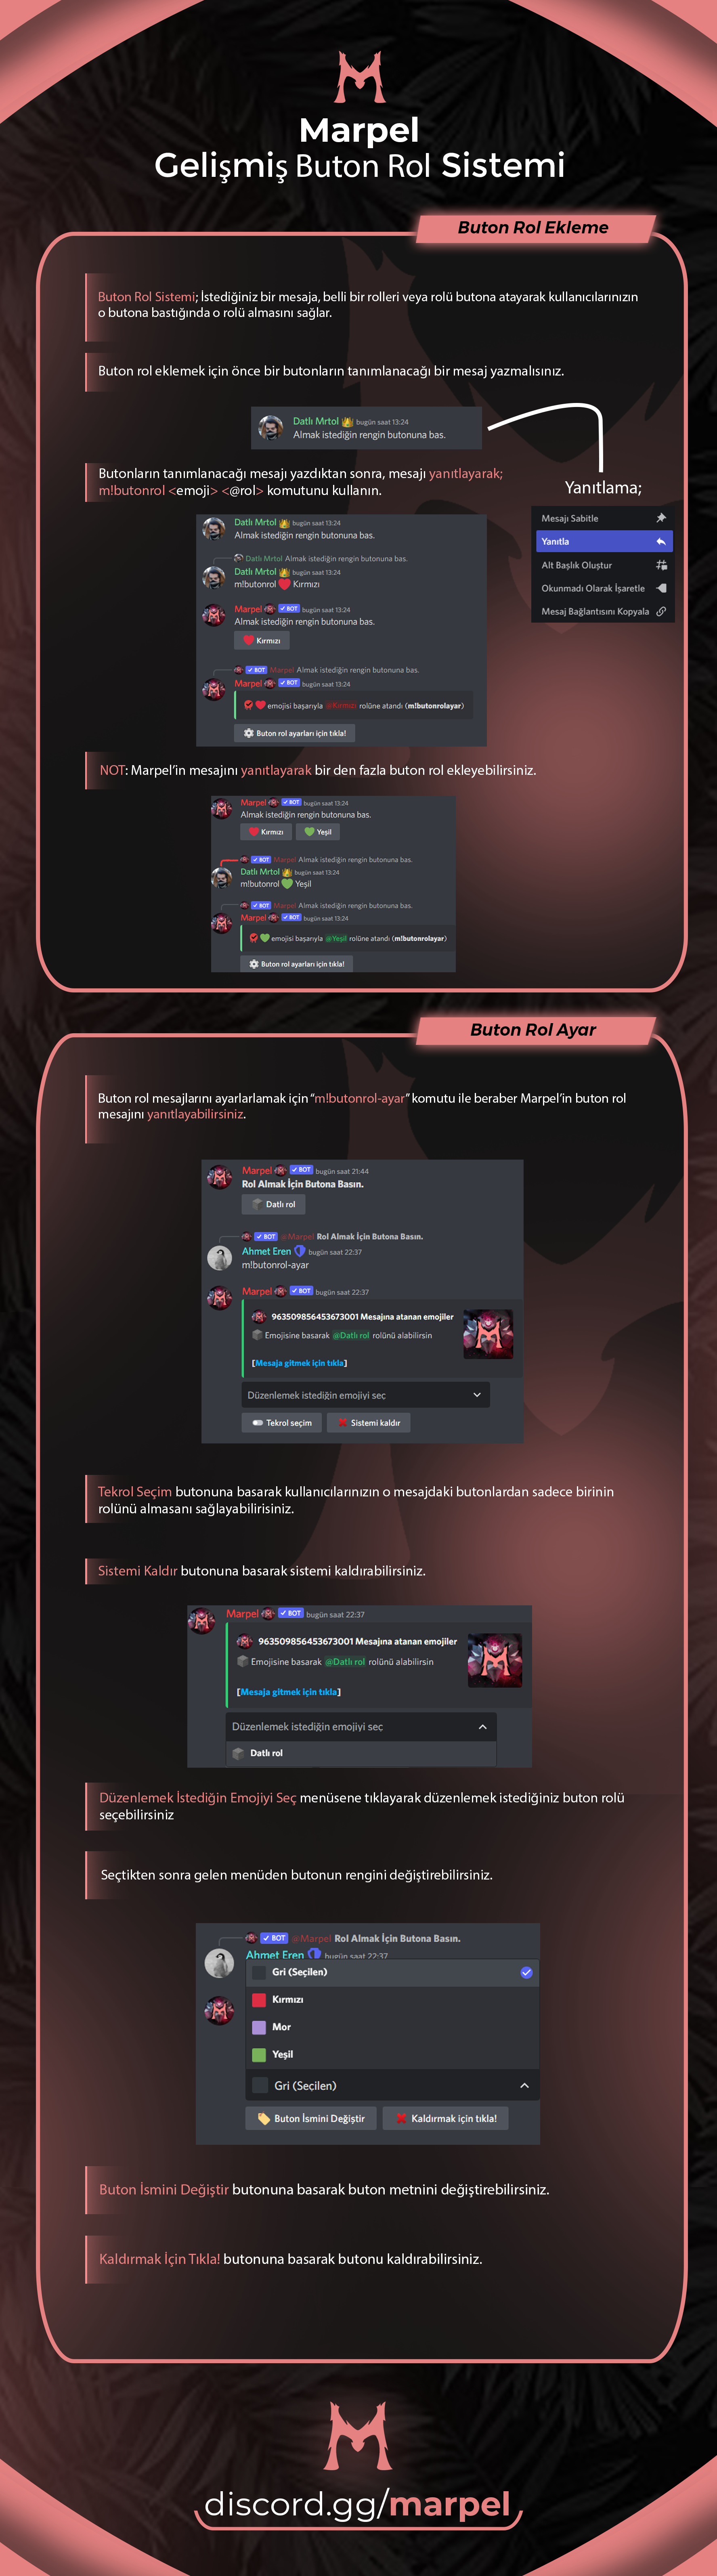 Marpel
Gelişmiş Buton Rol Sistemi
Buton Rol Ekleme
Buton Rol Sistemi; İstediğiniz bir mesaja, belli bir rolleri veya rolü butona atayarak kullanıcılarınızın
o butona bastığında o rolü almasını sağlar.
Buton rol eklemek için önce bir butonların tanımlanacağı bir mesaj yazmalısınız.
Datlı Mrtol bugün saat 13:24
Almak istediğin rengin butonuna bas.
Butonların tanımlanacağı mesajı yazdıktan sonra, mesajı yanıtlayarak;
m!butonrol <emoji> <@rol> komutunu kullanın.
Yanıtlama;
Mesajı Sabitle
Yanıtla
Alt Başlık Oluştur
Okunmadı Olarak İşaretle
Mesaj Bağlantısını Kopyala
Datlı Mrtol bugün saat 13:24
Almak istediğin rengin butonuna bas.
Datlı Mrtol Almak istediğin rengin butonuna bas.
Datlı Mrtol bugün saat 13:24
m!butonrol ❤️ Kırmızı
Marpel ✓ BOT bugün saat 13:24
Almak istediğin rengin butonuna bas.
❤️ Kırmızı
✓ BOT Marpel Almak istediğin rengin butonuna bas.
Marpel ✓ BOT bugün saat 13:24
❤️ emojisi başarıyla @Kırmızı rolüne atandı (m!butonrolayar)
Buton rol ayarları için tıkla!
NOT: Marpel'in mesajını yanıtlayarak bir den fazla buton rol ekleyebilirsiniz.
Marpel ✓ BOT bugün saat 13:24
Almak istediğin rengin butonuna bas.
❤️ Kırmızı 💚 Yeşil
✓ BOT Marpel Almak istediğin rengin butonuna bas.
Datlı Mrtol bugün saat 13:24
m!butonrol 💚 Yeşil
✓ BOT Marpel Almak istediğin rengin butonuna bas.
Marpel ✓ BOT bugün saat 13:24
💚 emojisi başarıyla @Yeşil rolüne atandı (m!butonrolayar)
Buton rol ayarları için tıkla!
Buton Rol Ayar
Buton rol mesajlarını ayarlarlamak için “m!butonrol-ayar” komutu ile beraber Marpel'in buton rol
mesajını yanıtlayabilirsiniz.
Marpel ✓ BOT bugün saat 21:44
Rol Almak İçin Butona Basın.
Datlı rol
✓ BOT @Marpel Rol Almak İçin Butona Basın.
Ahmet Eren bugün saat 22:37
m!butonrol-ayar
Marpel ✓ BOT bugün saat 22:37
963509856453673001 Mesajına atanan emojiler
Emojisine basarak @Datlı rol rolünü alabilirsin
[Mesaja gitmek için tıkla]
Düzenlemek istediğin emojiyi seç
Tekrol seçim
Sistemi kaldır
Tekrol Seçim butonuna basarak kullanıcılarınızın o mesajdaki butonlardan sadece birinin
rolünü almasanı sağlayabilirisiniz.
Sistemi Kaldır butonuna basarak sistemi kaldırabilirsiniz.
Marpel ✓ BOT bugün saat 22:37
963509856453673001 Mesajına atanan emojiler
Emojisine basarak @Datlı rol rolünü alabilirsin
[Mesaja gitmek için tıkla]
Düzenlemek istediğin emojiyi seç
Datlı rol
Düzenlemek İstediğin Emojiyi Seç menüsene tıklayarak düzenlemek istediğiniz buton rolü
seçebilirsiniz
Seçtikten sonra gelen menüden butonun rengini değiştirebilirsiniz.
✓ BOT @Marpel Rol Almak İçin Butona Basın.
Ahmet Eren bugün saat 22:37
Gri (Seçilen)
Kırmızı
Mor
Yeşil
Gri (Seçilen)
Buton İsmini Değiştir
Kaldırmak için tıkla!
Buton İsmini Değiştir butonuna basarak buton metnini değiştirebilirsiniz.
Kaldırmak İçin Tıkla! butonuna basarak butonu kaldırabilirsiniz.
discord.gg/marpel